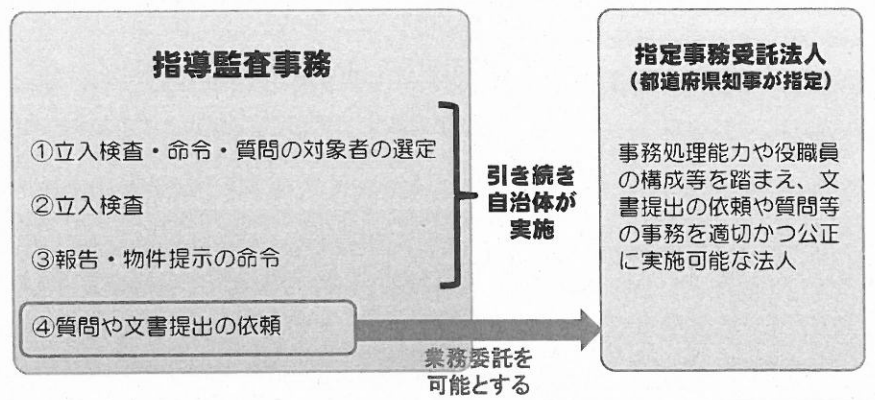 指導監査事務
①立入検査・命令・質問の対象者の選定
②立入検査
③報告・物件提示の命令
④質問や文書提出の依頼
引き続き
自治体が
実施
業務委託を
可能とする
指定事務受託法人
(都道府県知事が指定)
事務処理能力や役職員
の構成等を踏まえ、文
書提出の依頼や質問等
の事務を適切かつ公正
に実施可能な法人